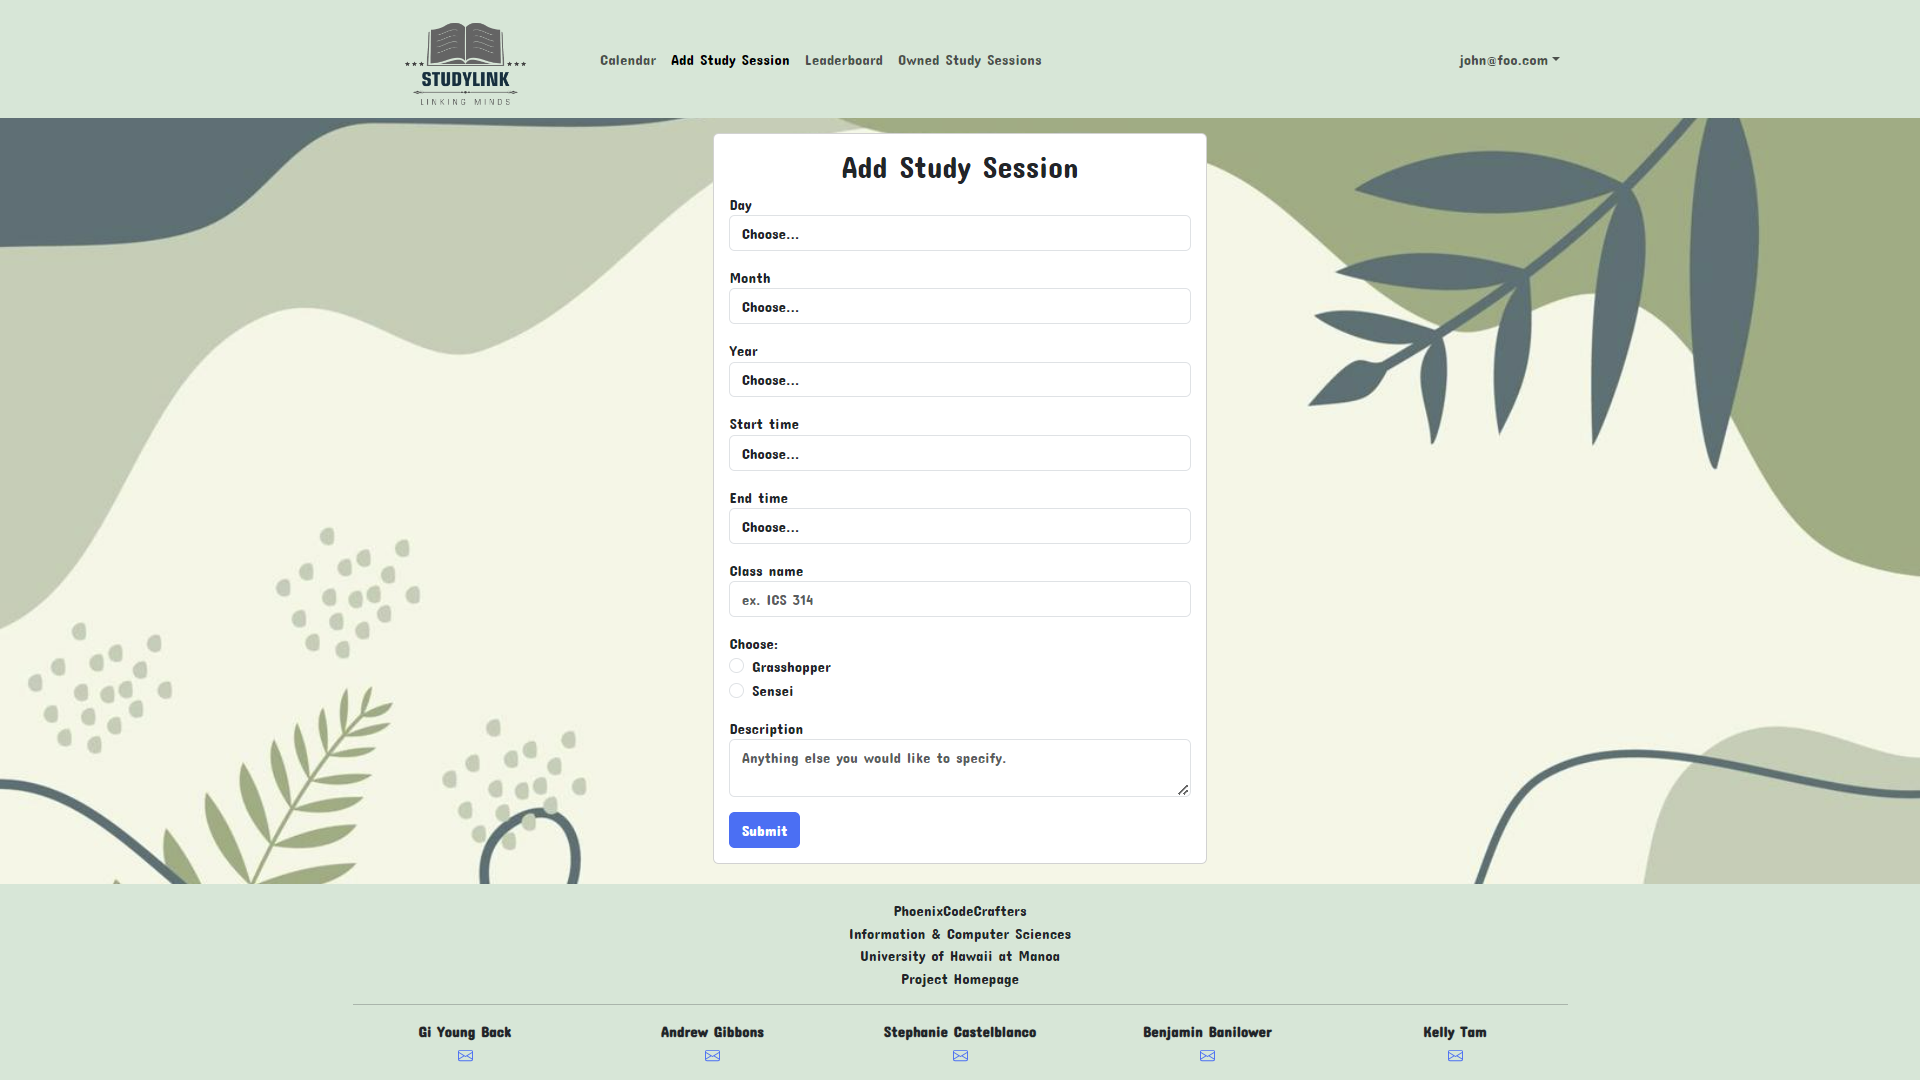 STUDYLINK
LINKING MINDS
Calendar
Add Study Session
Leaderboard
Owned Study Sessions
john@foo.com
Add Study Session
Day
Choose...
Month
Choose...
Year
Choose...
Start time
Choose...
End time
Choose...
Class name
ex. ICS 314
Choose:
Grasshopper
Sensei
Description
Anything else you would like to specify.
Submit
PhoenixCodeCrafters
Information & Computer Sciences
University of Hawaii at Manoa
Project Homepage
Gi Young Back
Andrew Gibbons
Stephanie Castelblanco
Benjamin Banilower
Kelly Tam